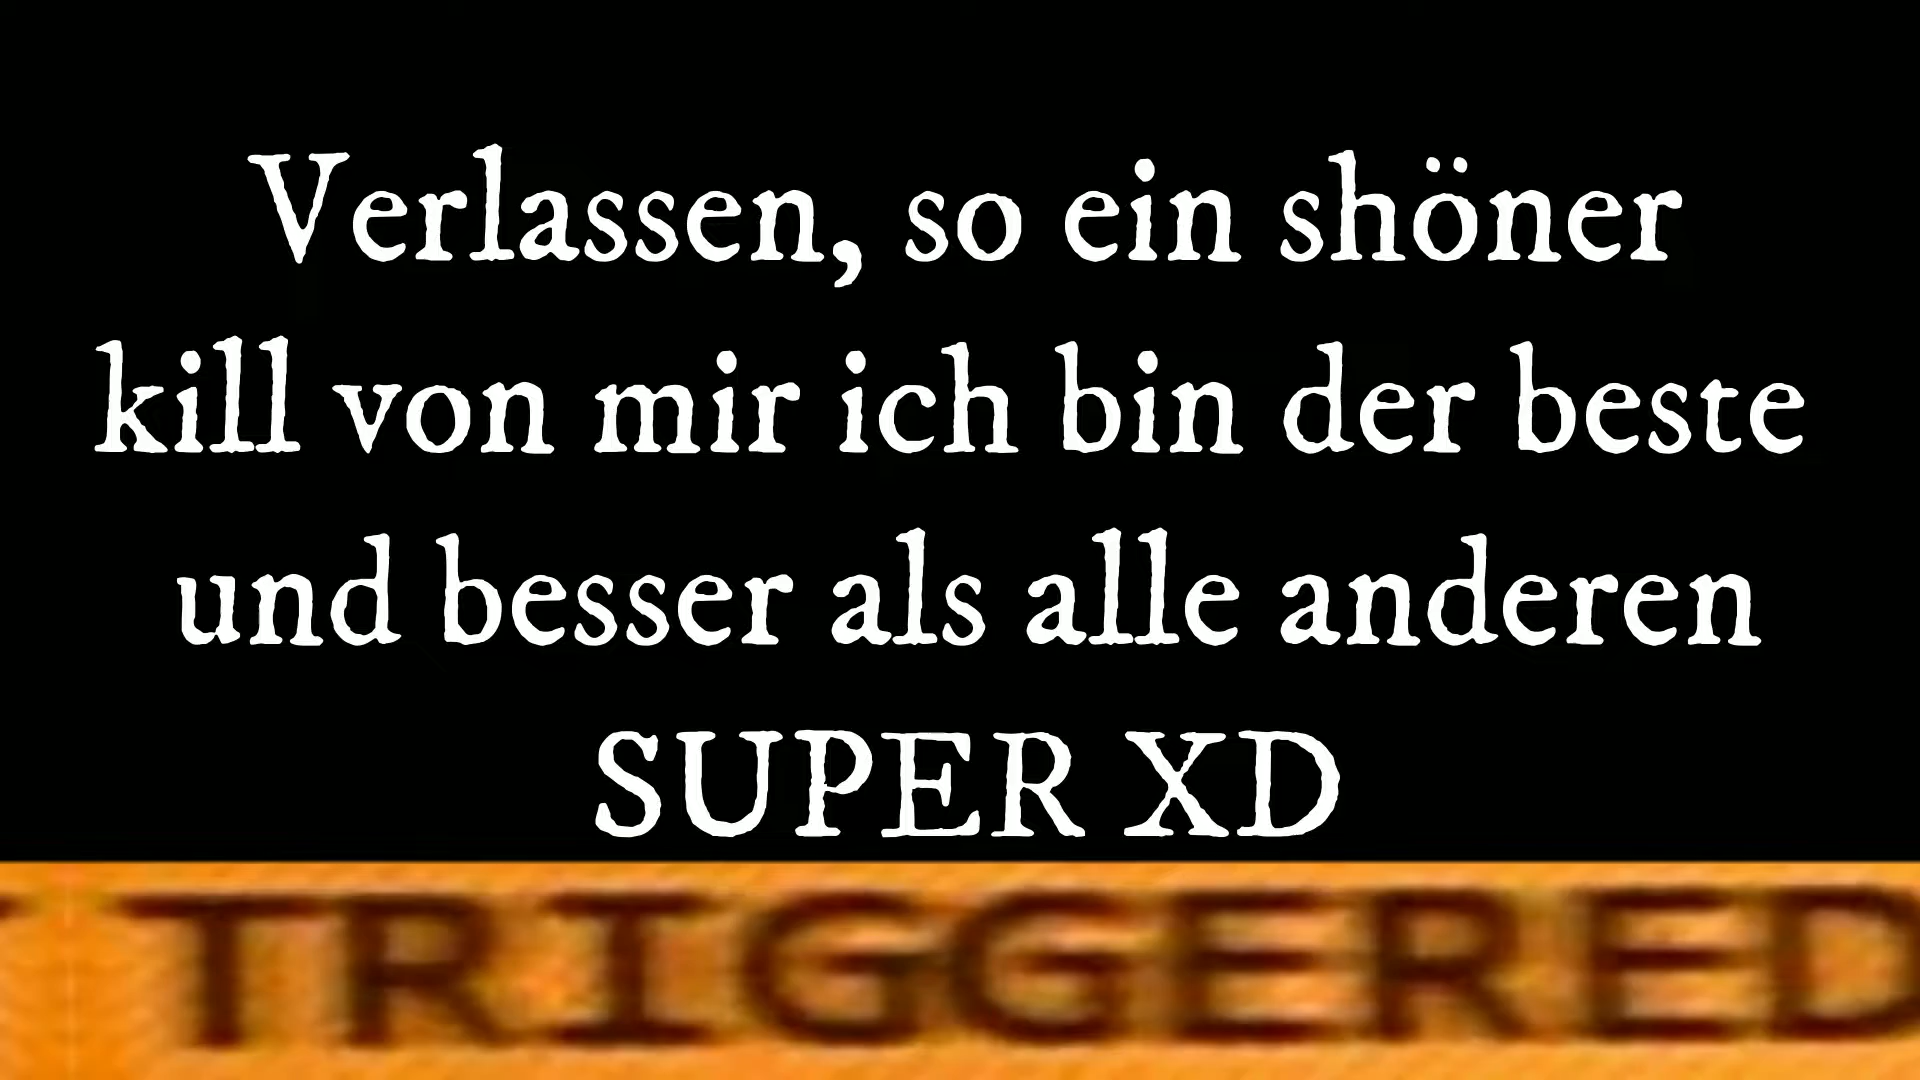 Verlassen, so ein shöner
kill von mir ich bin der beste
und besser als alle anderen
SUPER XD
TRIGGERED